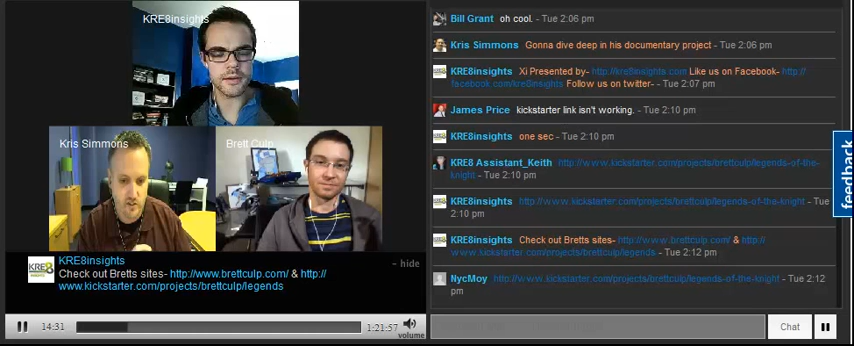 KRE8insights
Kris Simmons
Brett Culp
KRE8insights
Check out Bretts sites- http://www.brettculp.com/ & http://
www.kickstarter.com/projects/brettculp/legends
– hide
14:31
1:21:57
volume
Bill Grant oh cool. - Tue 2:06 pm
Kris Simmons Gonna dive deep in his documentary project - Tue 2:06 pm
KRE8insights Xi Presented by- http://kre8insights.com Like us on Facebook- http://
facebook.com/kre8insights Follow us on twitter- - Tue 2:07 pm
James Price kickstarter link isn't working. - Tue 2:10 pm
KRE8insights one sec - Tue 2:10 pm
KRE8 Assistant_Keith http://www.kickstarter.com/projects/brettculp/legends-of-the-
knight - Tue 2:10 pm
KRE8insights http://www.kickstarter.com/projects/brettculp/legends-of-the-knight - Tue
2:10 pm
KRE8insights Check out Bretts sites- http://www.brettculp.com/ & http://
www.kickstarter.com/projects/brettculp/legends - Tue 2:12 pm
NycMoy http://www.kickstarter.com/projects/brettculp/legends-of-the-knight - Tue 2:12
pm
Chat
feedback